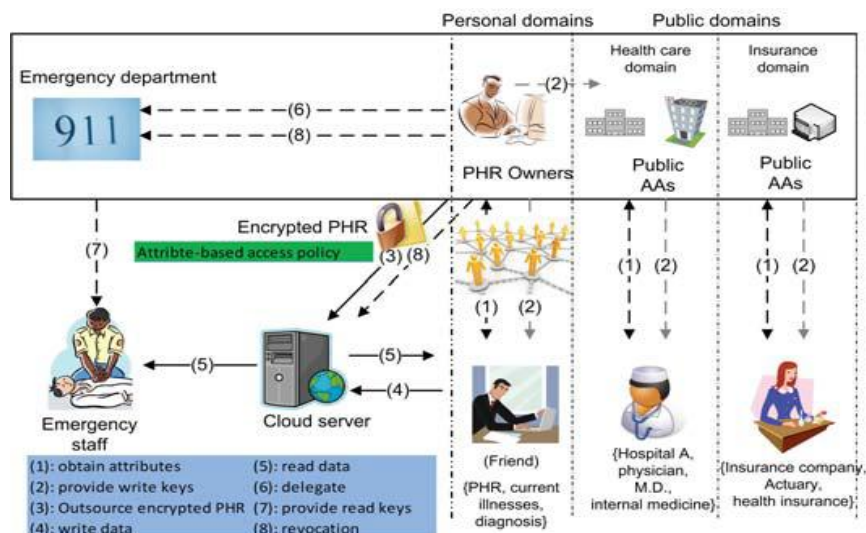 Personal domains
Public domains
Emergency department
Health care
domain
Insurance
domain
911
(6)
(8)
(2)
PHR Owners
Public
AAs
Public
AAs
Encrypted PHR
Attribte-based access policy
(3)
(8)
(7)
(1)
(2)
(1)
(2)
(1)
(2)
(5)
(5)
(4)
Emergency
staff
Cloud server
(Friend)
{PHR, current
illnesses,
diagnosis}
{Hospital A,
physician,
M.D.,
internal medicine}
{Insurance company,
Actuary,
health insurance}
(1): obtain attributes
(5): read data
(2): provide write keys
(6): delegate
(3): Outsource encrypted PHR
(7): provide read keys
(4): write data
(8): revocation